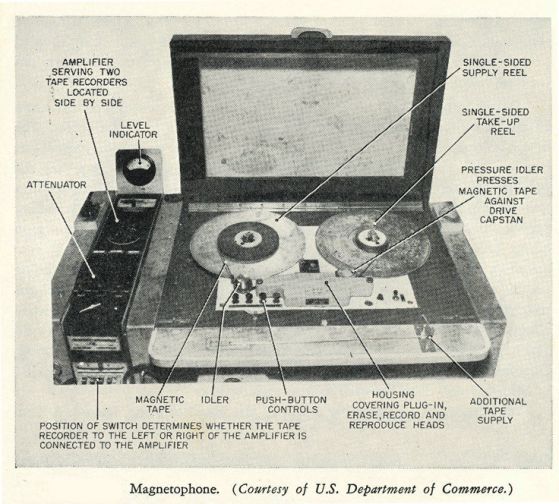 AMPLIFIER
SERVING TWO
TAPE RECORDERS
LOCATED
SIDE BY SIDE
LEVEL
INDICATOR
ATTENUATOR
SINGLE-SIDED
SUPPLY REEL
SINGLE-SIDED
TAKE-UP
REEL
PRESSURE IDLER
PRESSES
MAGNETIC TAPE
AGAINST
DRIVE
CAPSTAN
MAGNETIC
TAPE
IDLER
PUSH-BUTTON
CONTROLS
HOUSING
COVERING PLUG-IN,
ERASE, RECORD AND
REPRODUCE HEADS
ADDITIONAL
TAPE
SUPPLY
POSITION OF SWITCH DETERMINES WHETHER THE TAPE
RECORDER TO THE LEFT OR RIGHT OF THE AMPLIFIER IS
CONNECTED TO THE AMPLIFIER
Magnetophone. (Courtesy of U.S. Department of Commerce.)